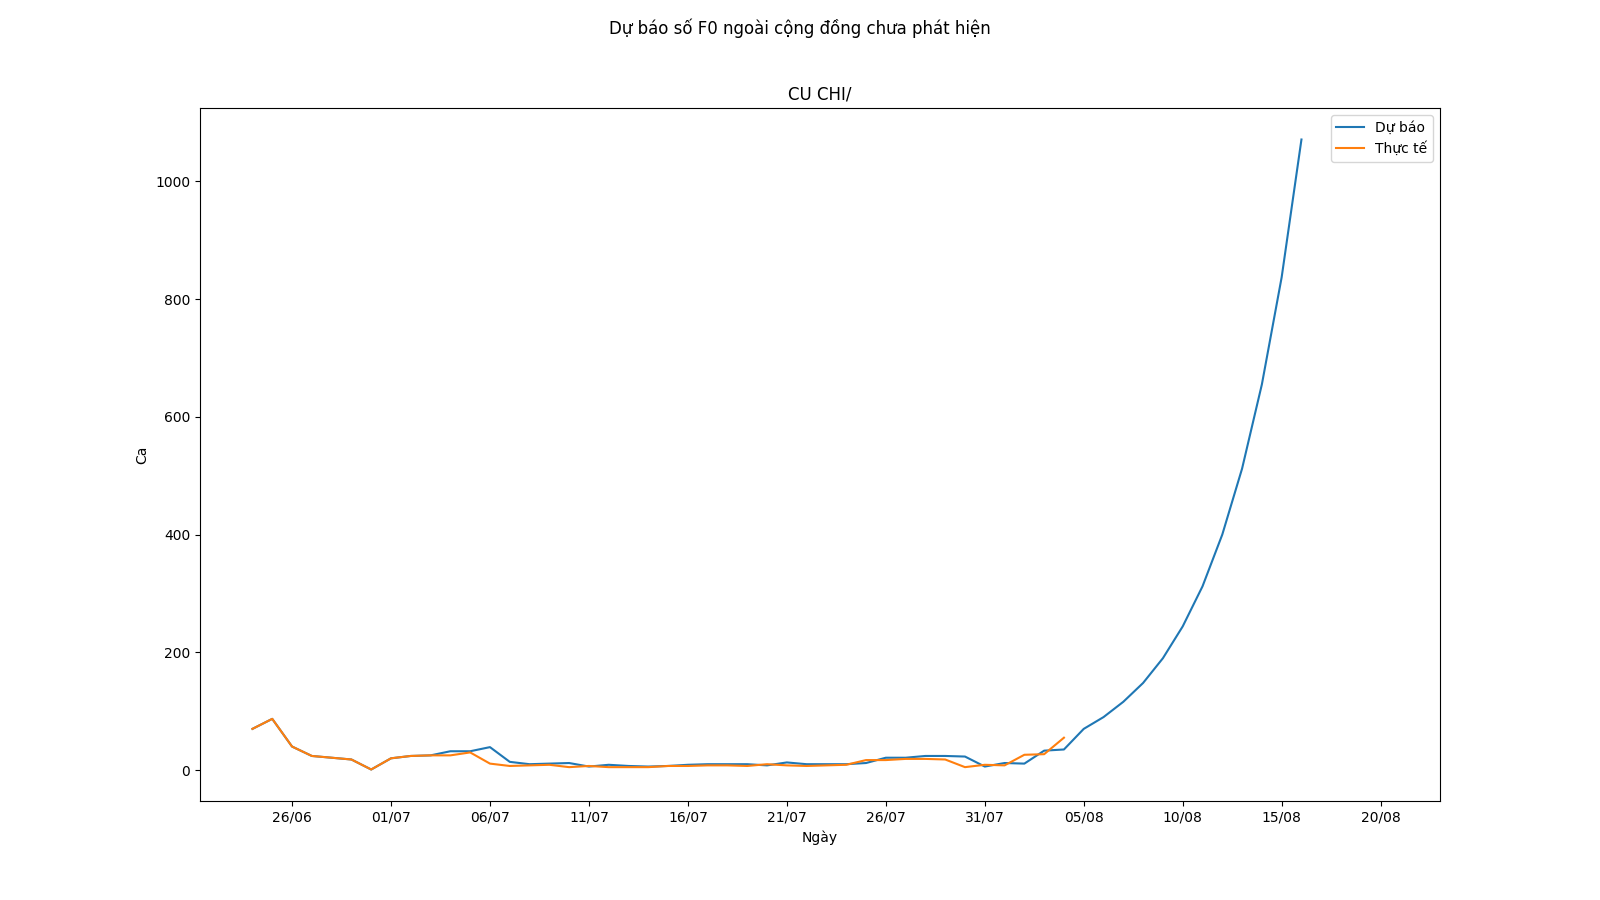 Dự báo số F0 ngoài cộng đồng chưa phát hiện
CU CHI/
Dự báo
Thực tế
1000
800
600
400
200
0
Ca
26/06 01/07 06/07 11/07 16/07 21/07 26/07 31/07 05/08 10/08 15/08 20/08
Ngày